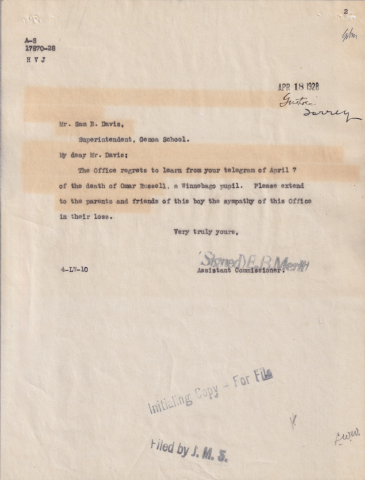 2
A-S
17870-28
H V J
APR 18 1928
Mr. Sam B. Davis,
Superintendent, Genoa School.
My dear Mr. Davis:
The Office regrets to learn from your telegram of April 7
of the death of Omar Russell, a Winnebago pupil. Please extend
to the parents and friends of this boy the sympathy of this Office
in their loss.
Very truly yours,
(Signed) E. B. Meritt
Assistant Commissioner.
4-LW-10
Initialing Copy - For File
Filed by J. M. S.